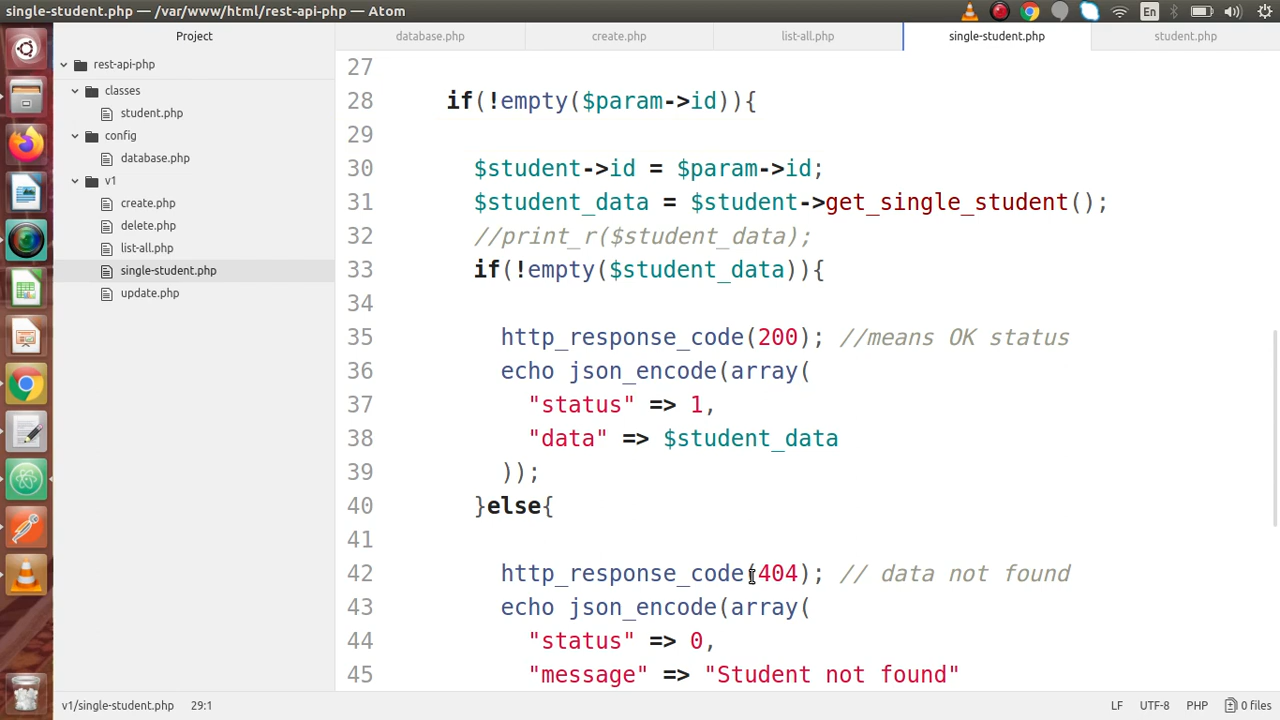 single-student.php — /var/www/html/rest-api-php — Atom
En
Project
database.php
create.php
list-all.php
single-student.php
student.php
rest-api-php
classes
student.php
config
database.php
v1
create.php
delete.php
list-all.php
single-student.php
update.php
27
28 if(!empty($param->id)){
29
30 $student->id = $param->id;
31 $student_data = $student->get_single_student();
32 //print_r($student_data);
33 if(!empty($student_data)){
34
35 http_response_code(200); //means OK status
36 echo json_encode(array(
37 "status" => 1,
38 "data" => $student_data
39 ));
40 }else{
41
42 http_response_code(404); // data not found
43 echo json_encode(array(
44 "status" => 0,
45 "message" => "Student not found"
v1/single-student.php 29:1
LF UTF-8 PHP 0 files